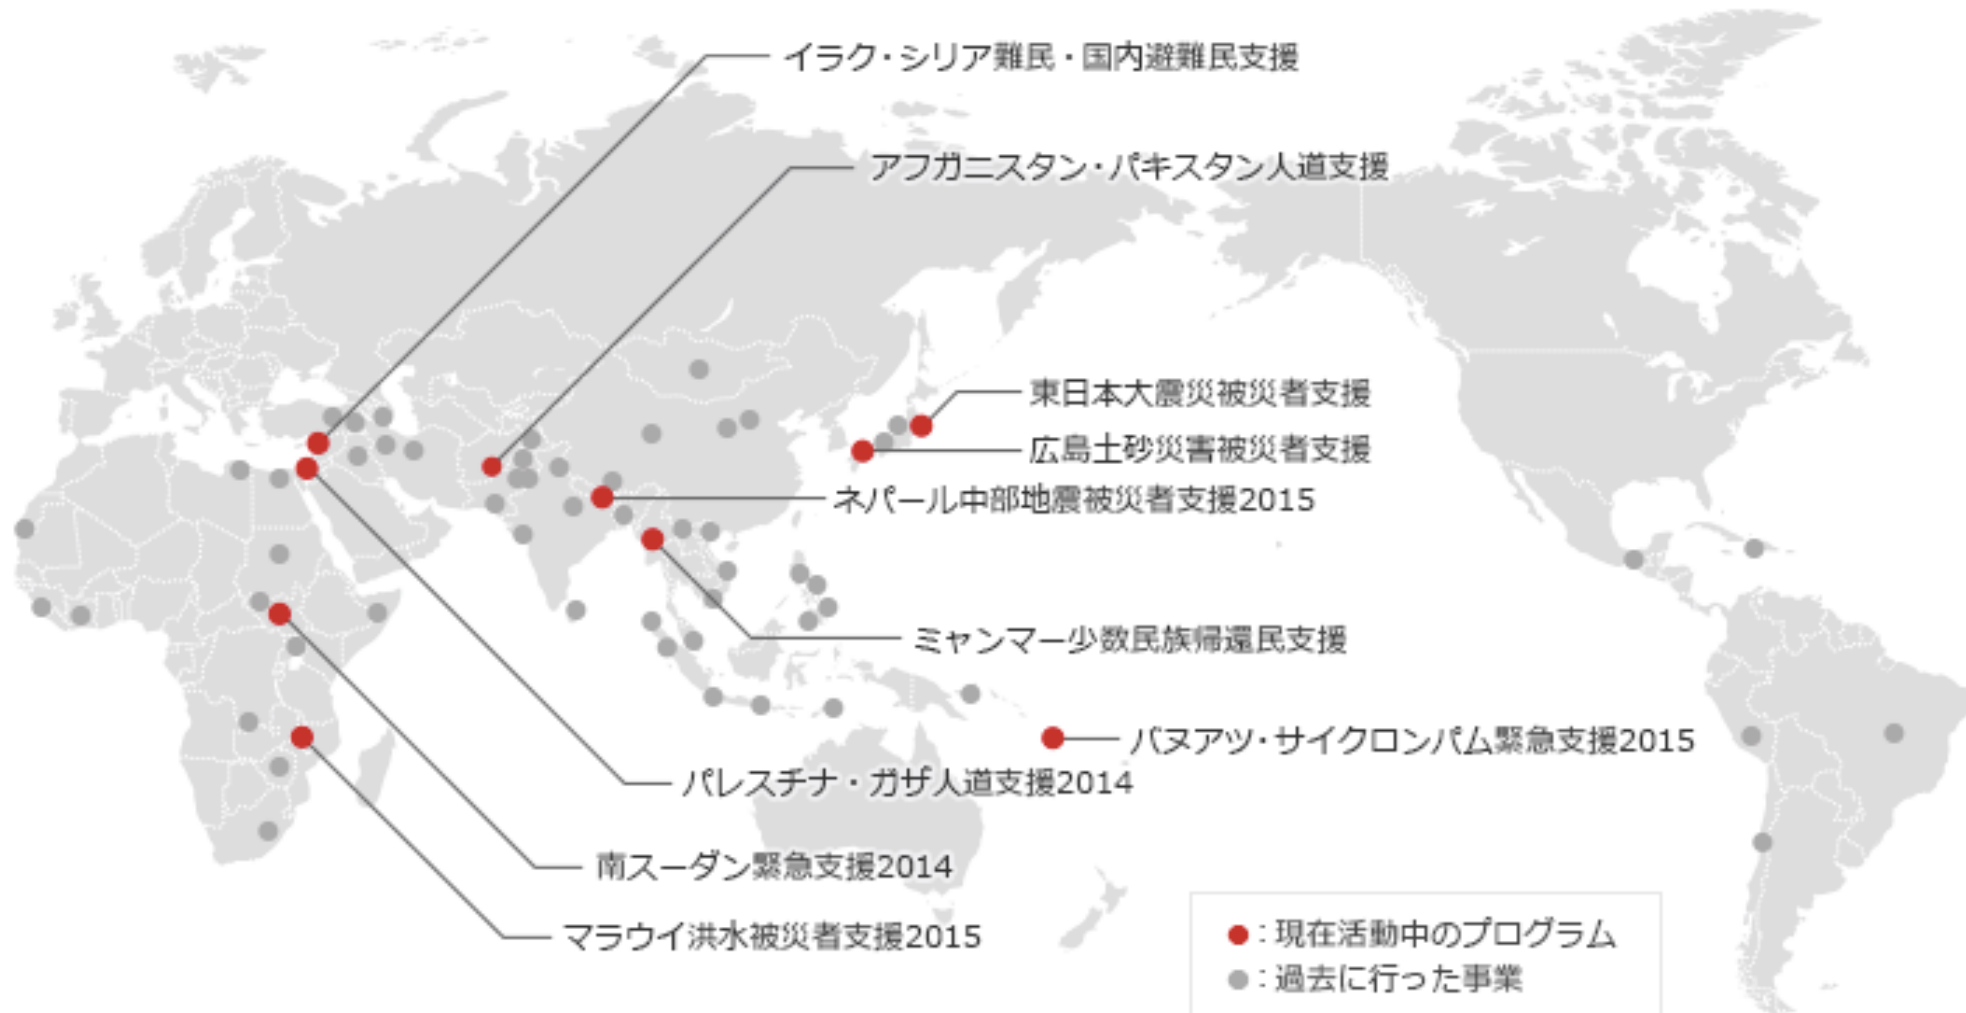 イラク・シリア難民・国内避難民支援
アフガニスタン・パキスタン人道支援
東日本大震災被災者支援
広島土砂災害被災者支援
ネパール中部地震被災者支援2015
ミャンマー少数民族帰還民支援
バヌアツ・サイクロンパム緊急支援2015
パレスチナ・ガザ人道支援2014
南スーダン緊急支援2014
マラウイ洪水被災者支援2015
：現在活動中のプログラム
：過去に行った事業